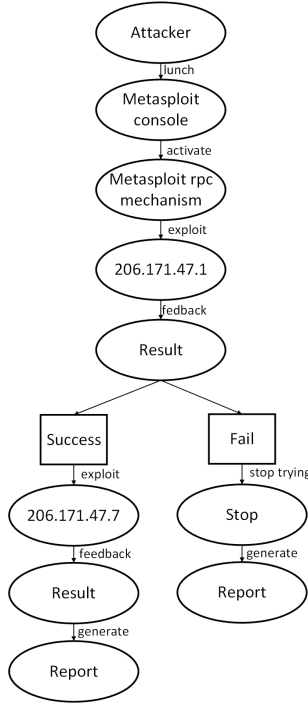 Attacker
lunch
Metasploit
console
activate
Metasploit rpc
mechanism
exploit
206.171.47.1
fedback
Result
Success
Fail
exploit
stop trying
206.171.47.7
Stop
feedback
generate
Result
Report
generate
Report